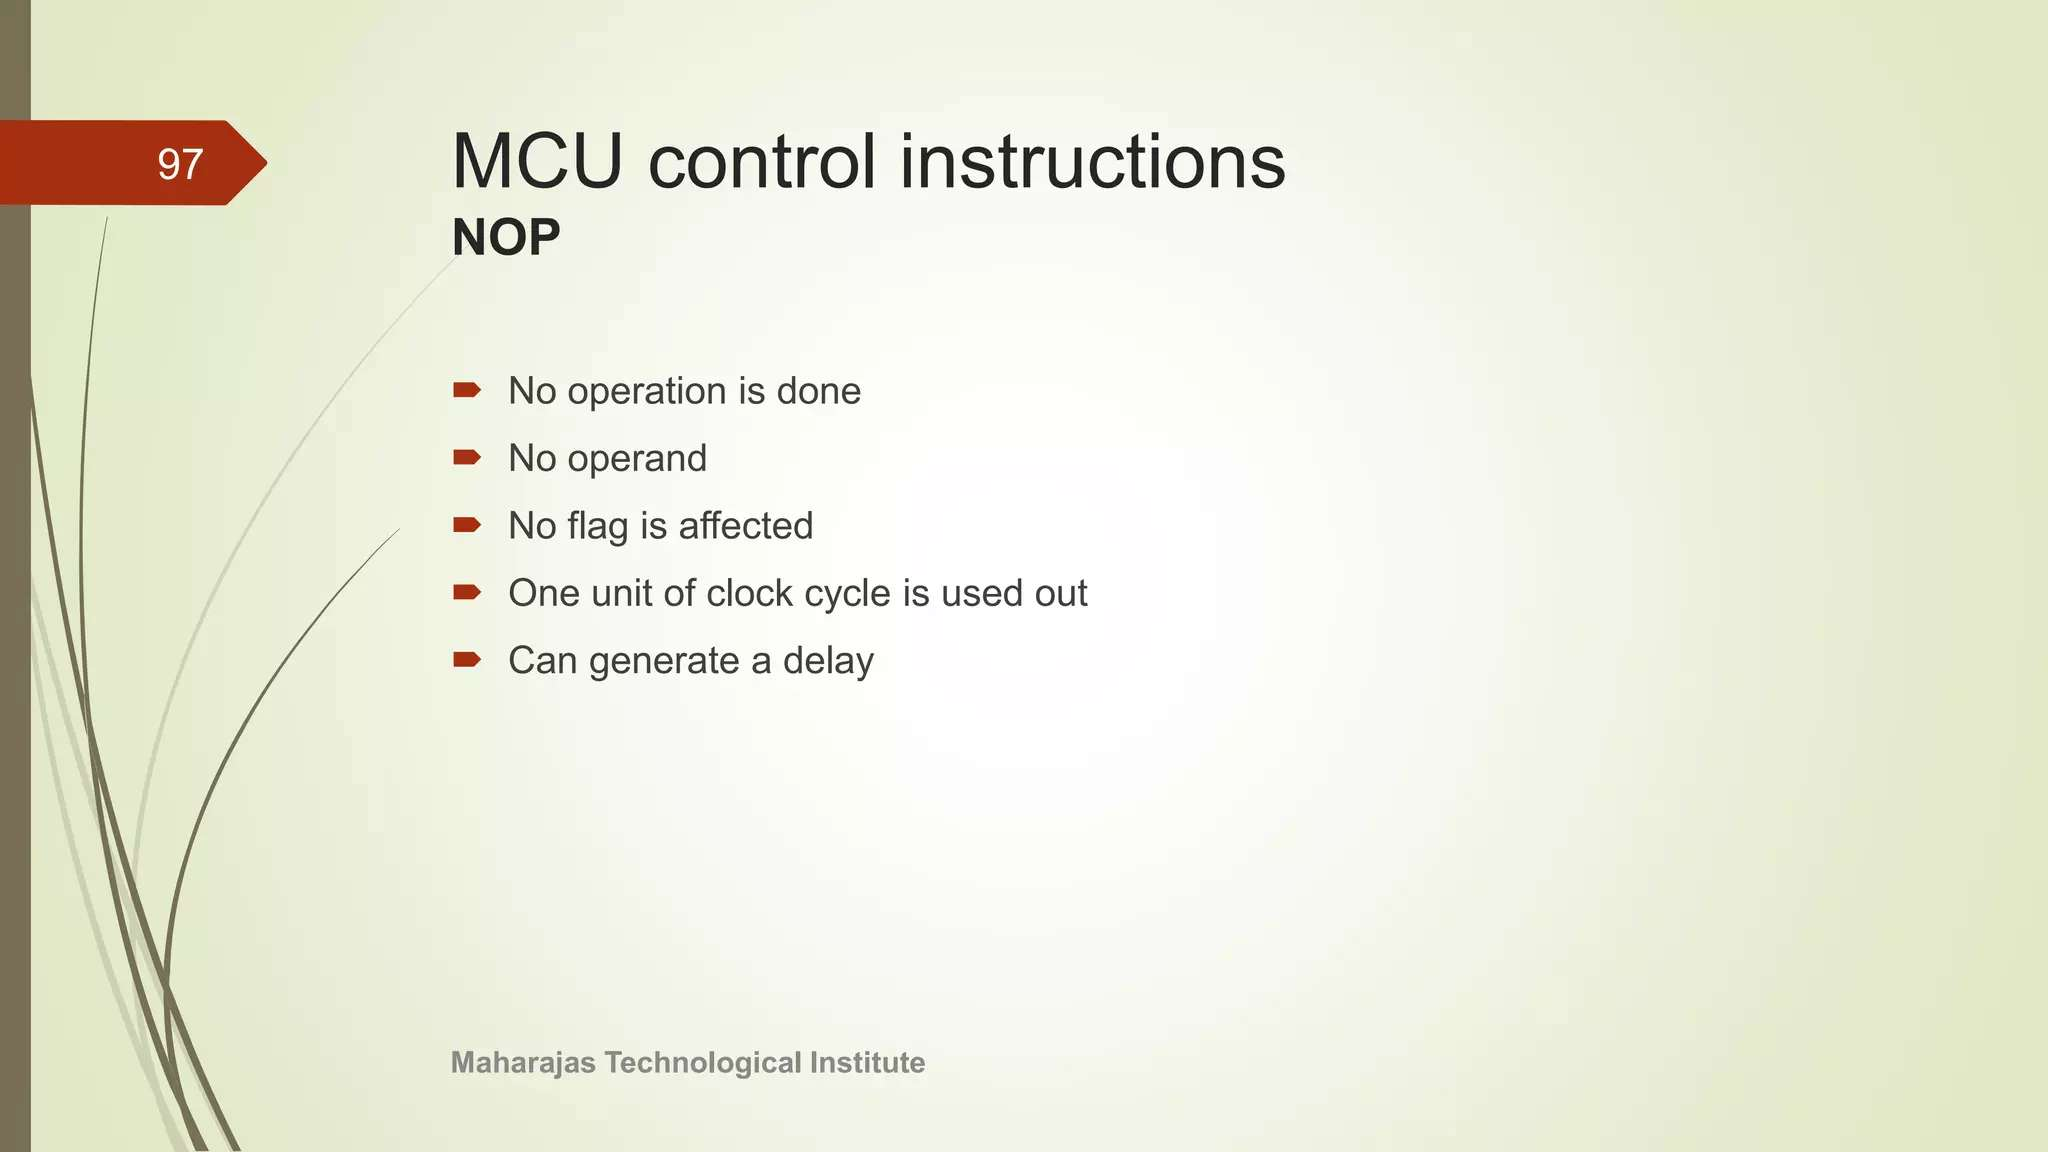 97
MCU control instructions
NOP
No operation is done
No operand
No flag is affected
One unit of clock cycle is used out
Can generate a delay
Maharajas Technological Institute